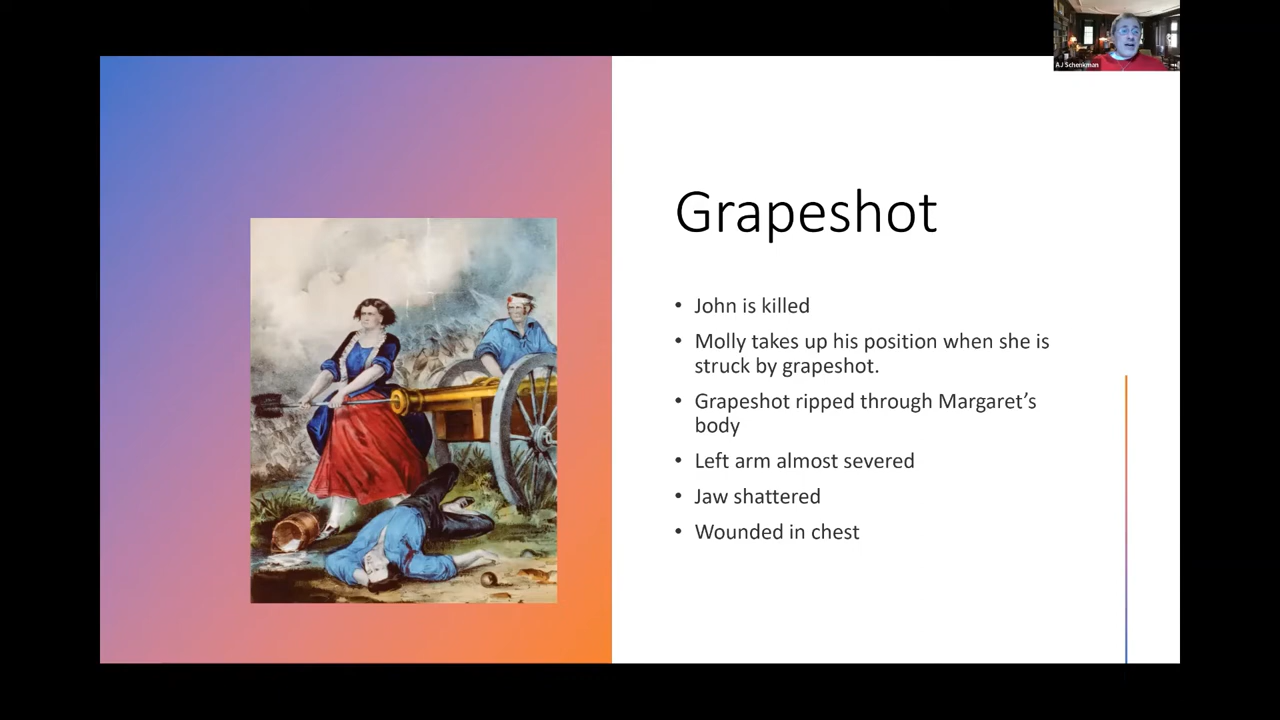 A.J Schenkman
Grapeshot
• John is killed
• Molly takes up his position when she is
struck by grapeshot.
• Grapeshot ripped through Margaret’s
body
• Left arm almost severed
• Jaw shattered
• Wounded in chest